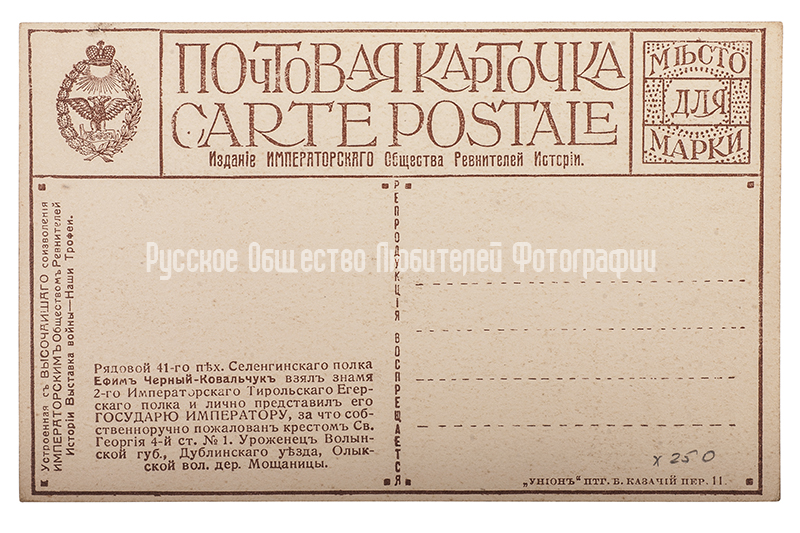 ПОЧТОВАЯ КАРТОЧКА
CARTE POSTALE
Изданіе ИМПЕРАТОРСКАГО Общества Ревнителей Исторіи.
МѢСТО
ДЛЯ
МАРКИ
Устроенная съ ВЫСОЧАЙШАГО соизволенія
ИМПЕРАТОРСКИМЪ Обществомъ Ревнителей
Исторіи Выставка войны—Наши Трофеи.
Русское Общество Любителей Фотографии
Рядовой 41-го пѣх. Селенгинскаго полка
Ефимъ Черный-Ковальчукъ взялъ знамя
2-го Императорскаго Тирольскаго Егер-
скаго полка и лично представилъ его
ГОСУДАРЮ ИМПЕРАТОРУ, за что соб-
ственноручно пожалованъ крестомъ Св.
Георгія 4-й ст. № 1. Уроженецъ Волын-
ской губ., Дублинскаго уѣзда, Олык-
ской вол. дер. Мощаницы.
РЕПРОДУКЦІЯ ВОСПРЕЩАЕТСЯ
х 250
„УНІОНЪ" ПТГ. Б. КАЗАЧІЙ ПЕР. 11.